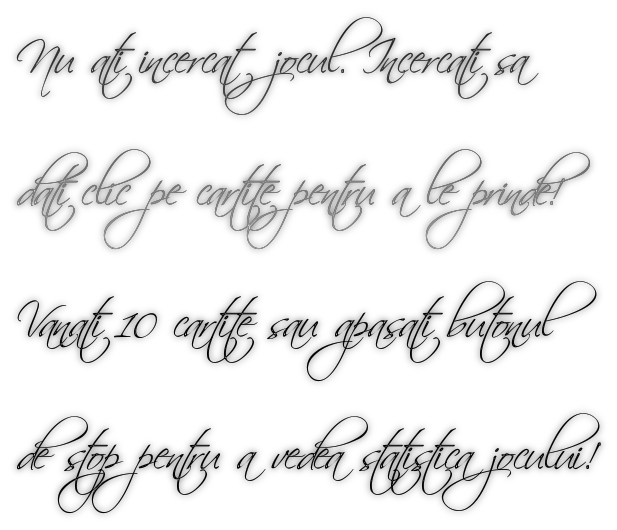 Nu ati incercat jocul. Incercati sa
dati clic pe cartite pentru a le prinde!
Vanati 10 cartite sau apasati butonul
de stop pentru a vedea statistica jocului!